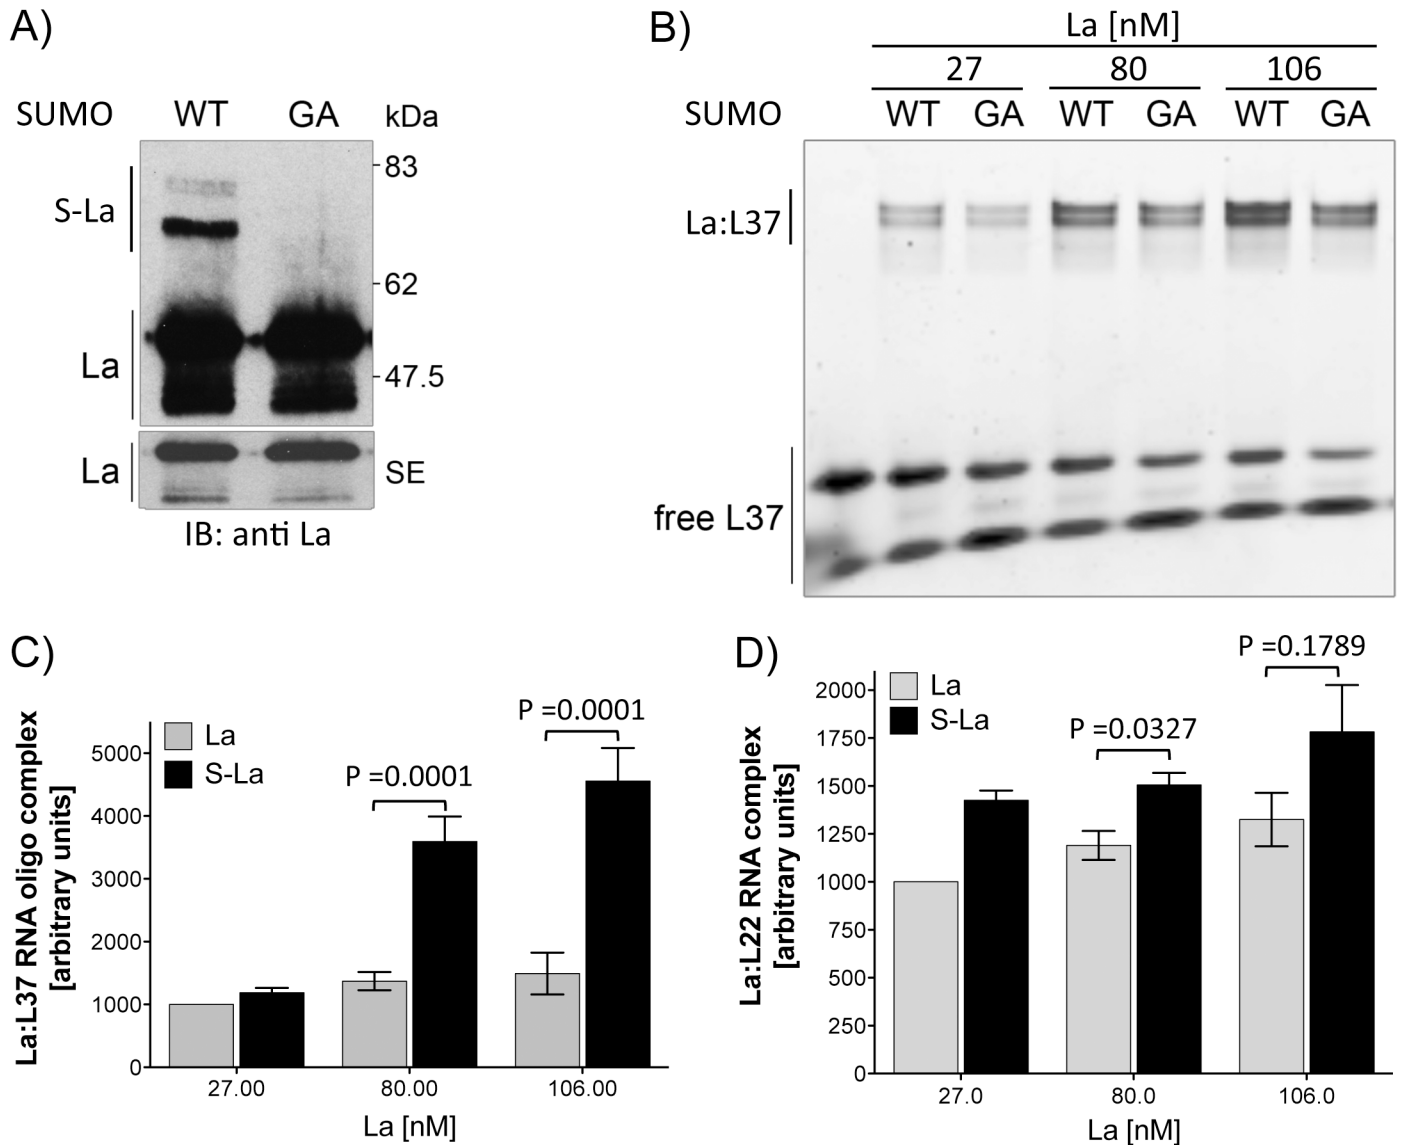 A)
SUMO WT GA kDa
83
S-La
62
La
47.5
La SE
IB: anti La
B)
La [nM]
27 80 106
SUMO WT GA WT GA WT GA
La:L37
free L37
C)
La:L37 RNA oligo complex
[arbitrary units]
La
S-La
P =0.0001
P =0.0001
5000
4000
3000
2000
1000
0
27.00 80.00 106.00
La [nM]
D)
La:L22 RNA complex
[arbitrary units]
La
S-La
P =0.0327
P =0.1789
2000
1750
1500
1250
1000
750
500
250
0
27.0 80.0 106.0
La [nM]